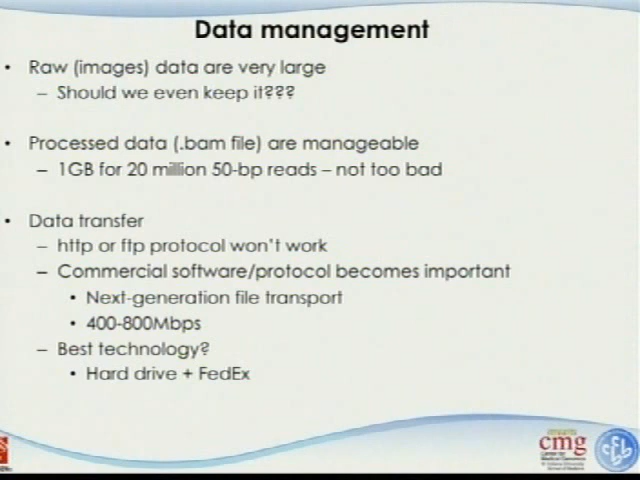 Data management
• Raw (images) data are very large
– Should we even keep it???
• Processed data (.bam file) are manageable
– 1GB for 20 million 50-bp reads – not too bad
• Data transfer
– http or ftp protocol won't work
– Commercial software/protocol becomes important
• Next-generation file transport
• 400-800Mbps
– Best technology?
• Hard drive + FedEx
cmg